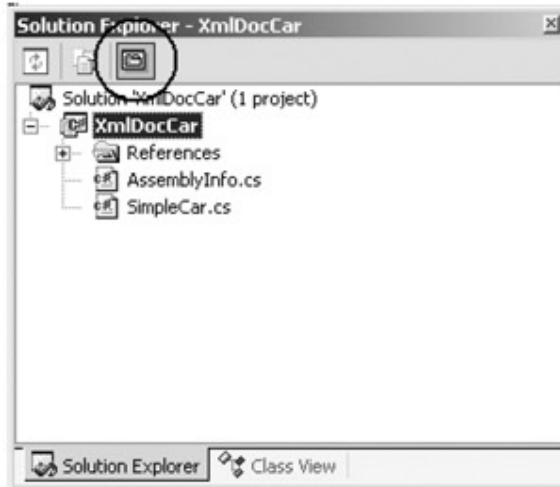 Solution Explorer - XmlDocCar
Solution 'XmlDocCar' (1 project)
XmlDocCar
References
AssemblyInfo.cs
SimpleCar.cs
Solution Explorer
Class View